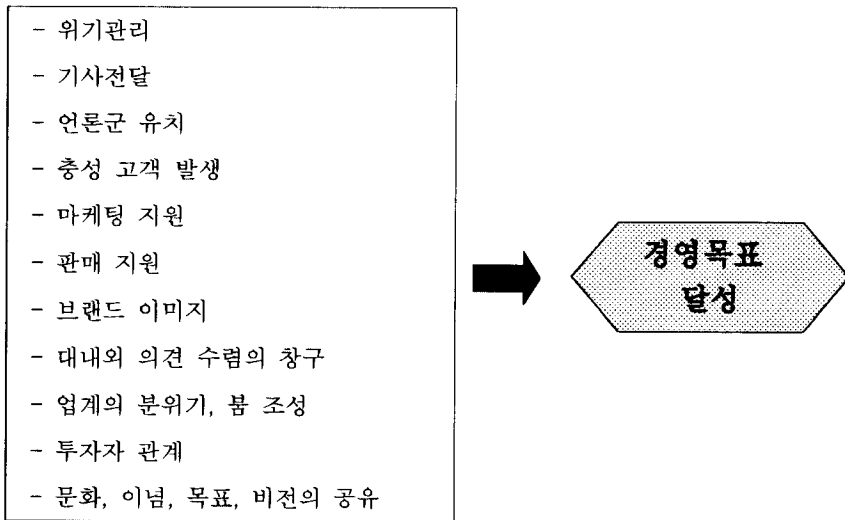 - 위기관리
- 기사전달
- 언론군 유치
- 충성 고객 발생
- 마케팅 지원
- 판매 지원
- 브랜드 이미지
- 대내외 의견 수렴의 창구
- 업계의 분위기, 붐 조성
- 투자자 관계
- 문화, 이념, 목표, 비전의 공유
경영목표
달성